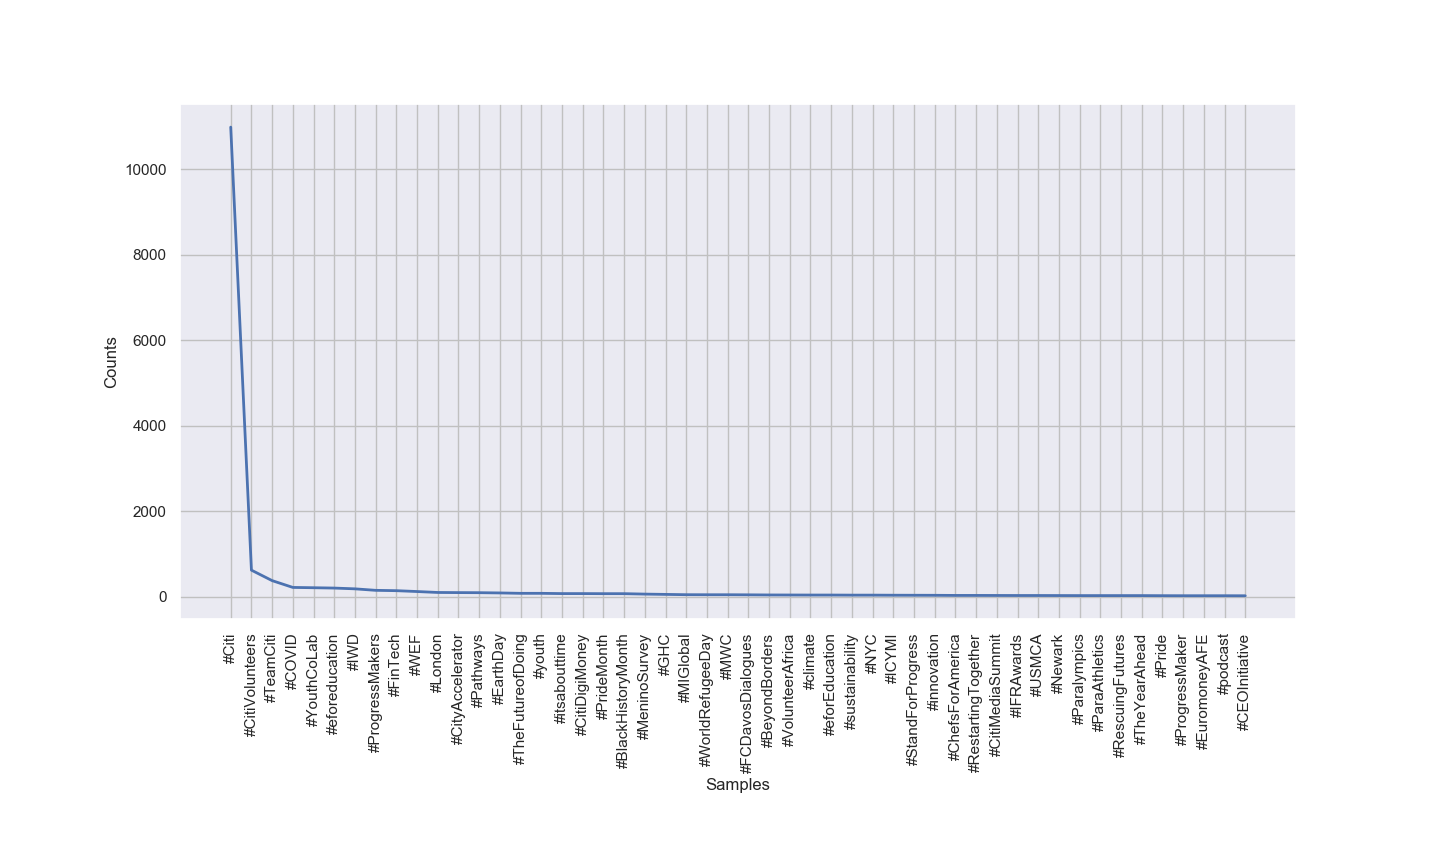 10000
8000
6000
4000
2000
0
Counts
#Citi
#CitiVolunteers
#TeamCiti
#COVID
#YouthCoLab
#eforeducation
#IWD
#ProgressMakers
#FinTech
#WEF
#London
#CityAccelerator
#Pathways
#EarthDay
#TheFutureofDoing
#youth
#itsabouttime
#CitiDigiMoney
#PrideMonth
#BlackHistoryMonth
#MeninoSurvey
#GHC
#MIGlobal
#WorldRefugeeDay
#MWC
#FCDavosDialogues
#BeyondBorders
#VolunteerAfrica
#climate
#eforEducation
#sustainability
#NYC
#ICYMI
#StandForProgress
#innovation
#ChefsForAmerica
#RestartingTogether
#CitiMediaSummit
#IFRAwards
#USMCA
#Newark
#Paralympics
#ParaAthletics
#RescuingFutures
#TheYearAhead
#Pride
#ProgressMaker
#EuromoneyAFE
#podcast
#CEOInitiative
Samples